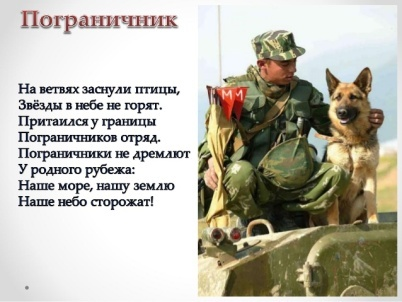 Пограничник
На ветвях заснули птицы,
Звёзды в небе не горят.
Притаился у границы
Пограничников отряд.
Пограничники не дремлют
У родного рубежа:
Наше море, нашу землю
Наше небо сторожат!